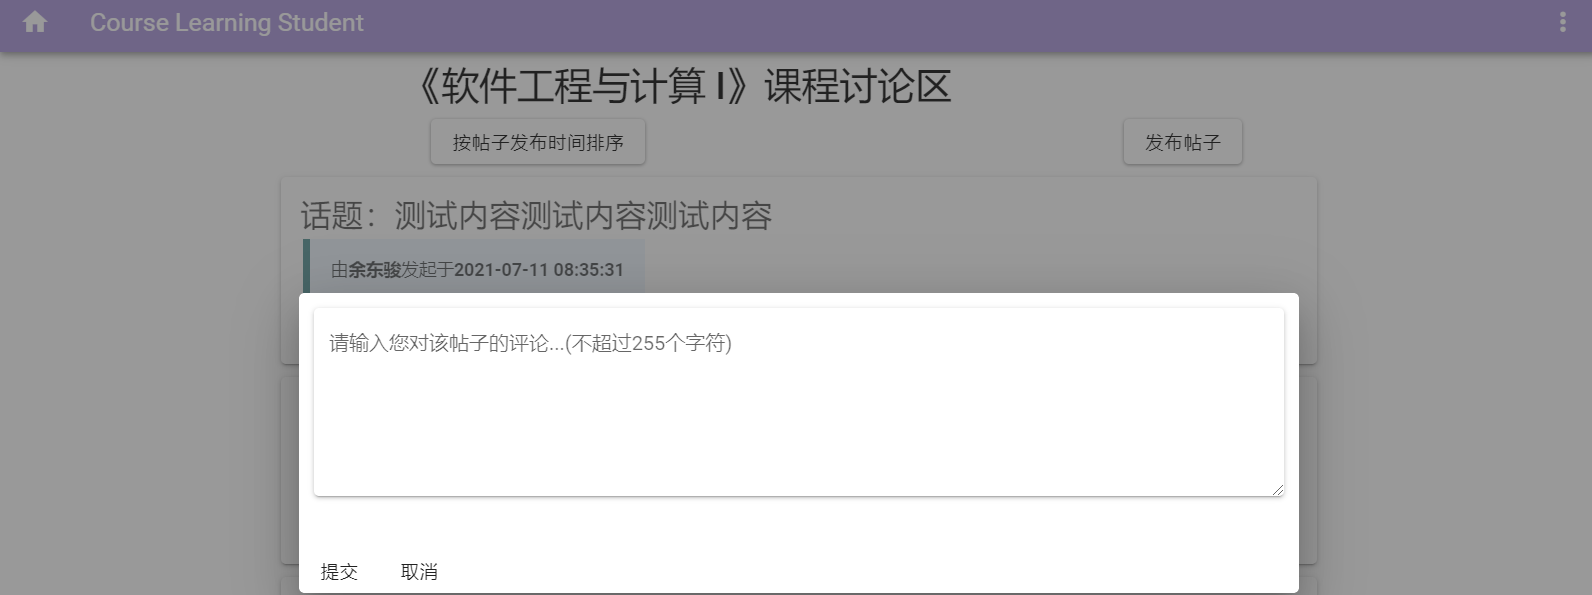 Course Learning Student
《软件工程与计算 I》课程讨论区
按帖子发布时间排序
发布帖子
话题：测试内容测试内容测试内容
由余东骏发起于2021-07-11 08:35:31
请输入您对该帖子的评论...(不超过255个字符)
提交
取消